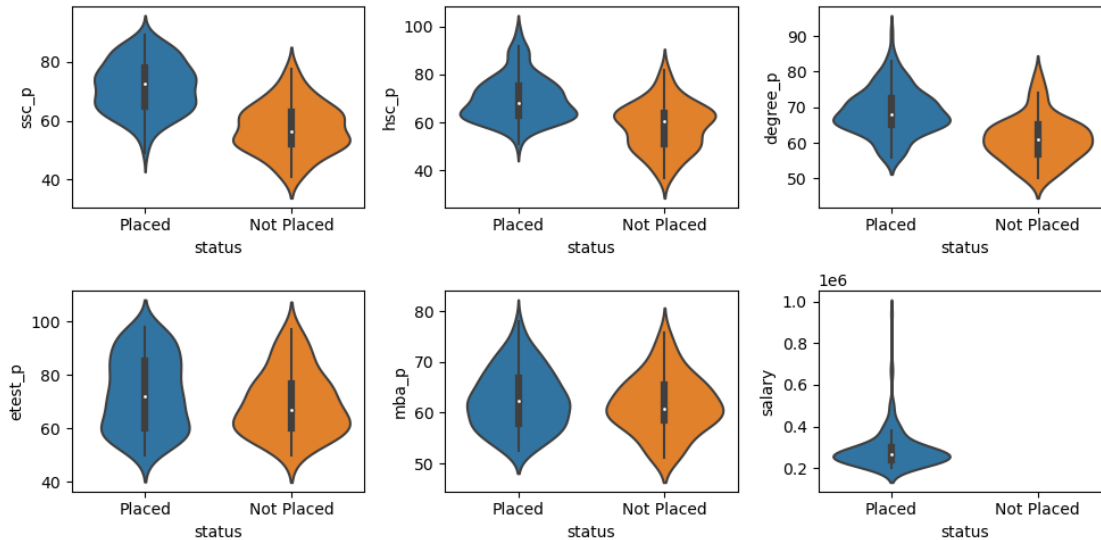 ssc_p
80
60
40
Placed Not Placed
status
hsc_p
100
80
60
40
Placed Not Placed
status
degree_p
90
80
70
60
50
Placed Not Placed
status
etest_p
100
80
60
40
Placed Not Placed
status
mba_p
80
70
60
50
Placed Not Placed
status
1e6
salary
1.0
0.8
0.6
0.4
0.2
Placed Not Placed
status